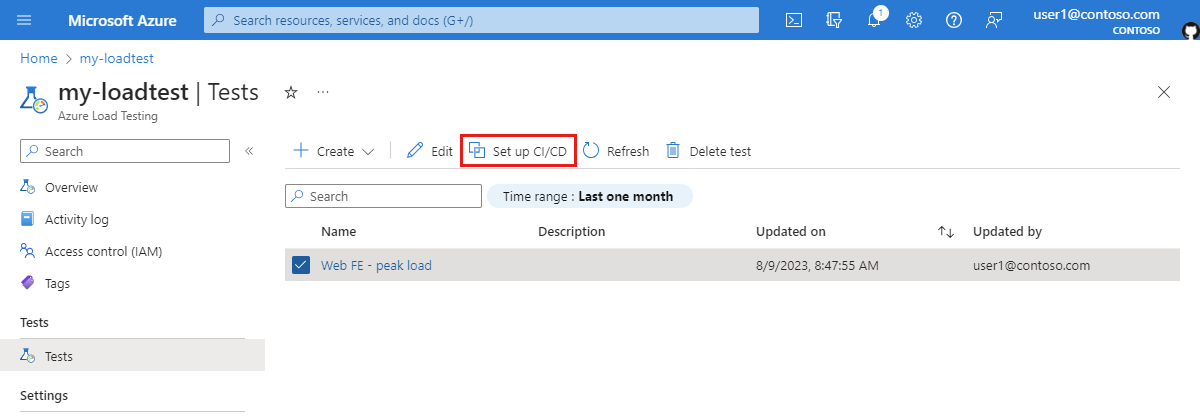 Microsoft Azure
Search resources, services, and docs (G+/)
1
user1@contoso.com
CONTOSO
Home > my-loadtest
my-loadtest | Tests
Azure Load Testing
Search
Overview
Activity log
Access control (IAM)
Tags
Tests
Tests
Settings
Create
Edit
Set up CI/CD
Refresh
Delete test
Search
Time range : Last one month
Name Description Updated on Updated by
Web FE - peak load 8/9/2023, 8:47:55 AM user1@contoso.com